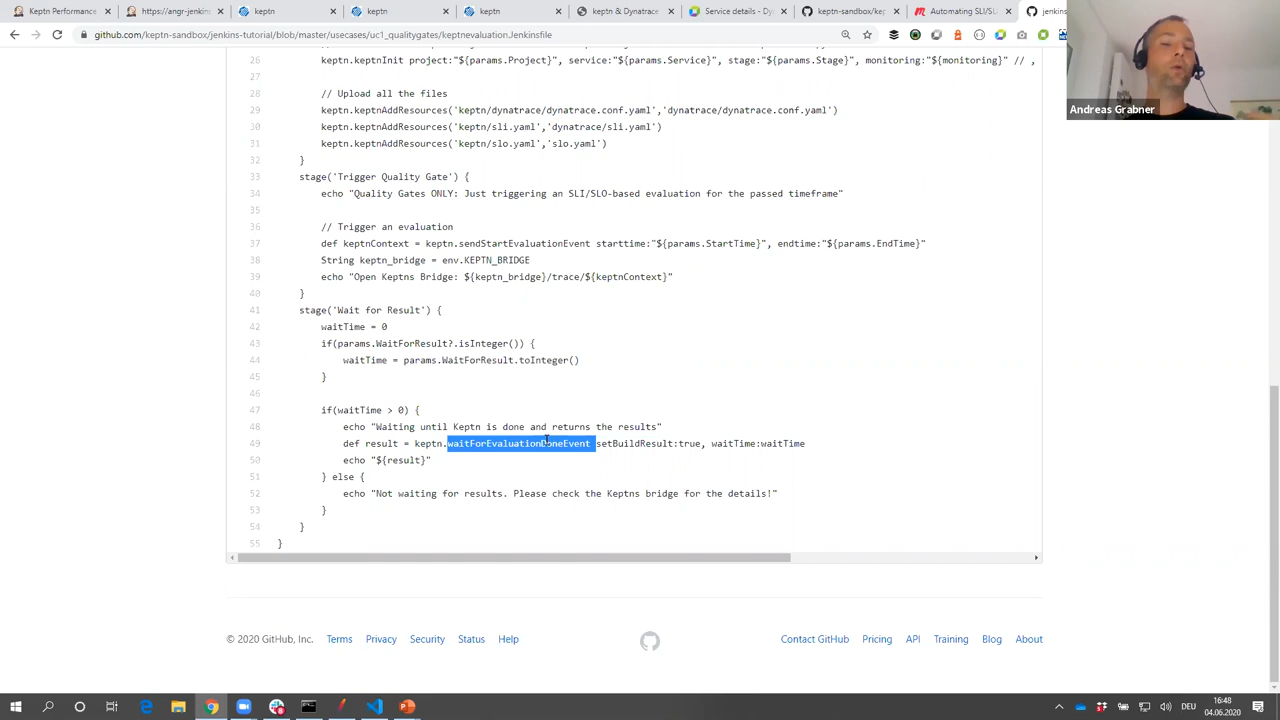 Keptn Performance
https://angr-jenkins
keptn
keptn
keptn
Keptn & Dynatrace
Service details - Dyna
keptn-sandbox/jenkins
Automating SLI/SLO
github.com/keptn-sandbox/jenkins-tutorial/blob/master/usecases/uc1_qualitygates/keptnevaluation.Jenkinsfile
Andreas Grabner
26 keptn.keptnInit project:"${params.Project}", service:"${params.Service}", stage:"${params.Stage}", monitoring:"${monitoring}" // ,
27
28 // Upload all the files
29 keptn.keptnAddResources('keptn/dynatrace/dynatrace.conf.yaml','dynatrace/dynatrace.conf.yaml')
30 keptn.keptnAddResources('keptn/sli.yaml','dynatrace/sli.yaml')
31 keptn.keptnAddResources('keptn/slo.yaml','slo.yaml')
32 }
33 stage('Trigger Quality Gate') {
34 echo "Quality Gates ONLY: Just triggering an SLI/SLO-based evaluation for the passed timeframe"
35
36 // Trigger an evaluation
37 def keptnContext = keptn.sendStartEvaluationEvent starttime:"${params.StartTime}", endtime:"${params.EndTime}"
38 String keptn_bridge = env.KEPTN_BRIDGE
39 echo "Open Keptns Bridge: ${keptn_bridge}/trace/${keptnContext}"
40 }
41 stage('Wait for Result') {
42 waitTime = 0
43 if(params.WaitForResult?.isInteger()) {
44 waitTime = params.WaitForResult.toInteger()
45 }
46
47 if(waitTime > 0) {
48 echo "Waiting until Keptn is done and returns the results"
49 def result = keptn.waitForEvaluationDoneEvent setBuildResult:true, waitTime:waitTime
50 echo "${result}"
51 } else {
52 echo "Not waiting for results. Please check the Keptns bridge for the details!"
53 }
54 }
55 }
© 2020 GitHub, Inc. Terms Privacy Security Status Help Contact GitHub Pricing API Training Blog About
DEU
16:48
04.06.2020